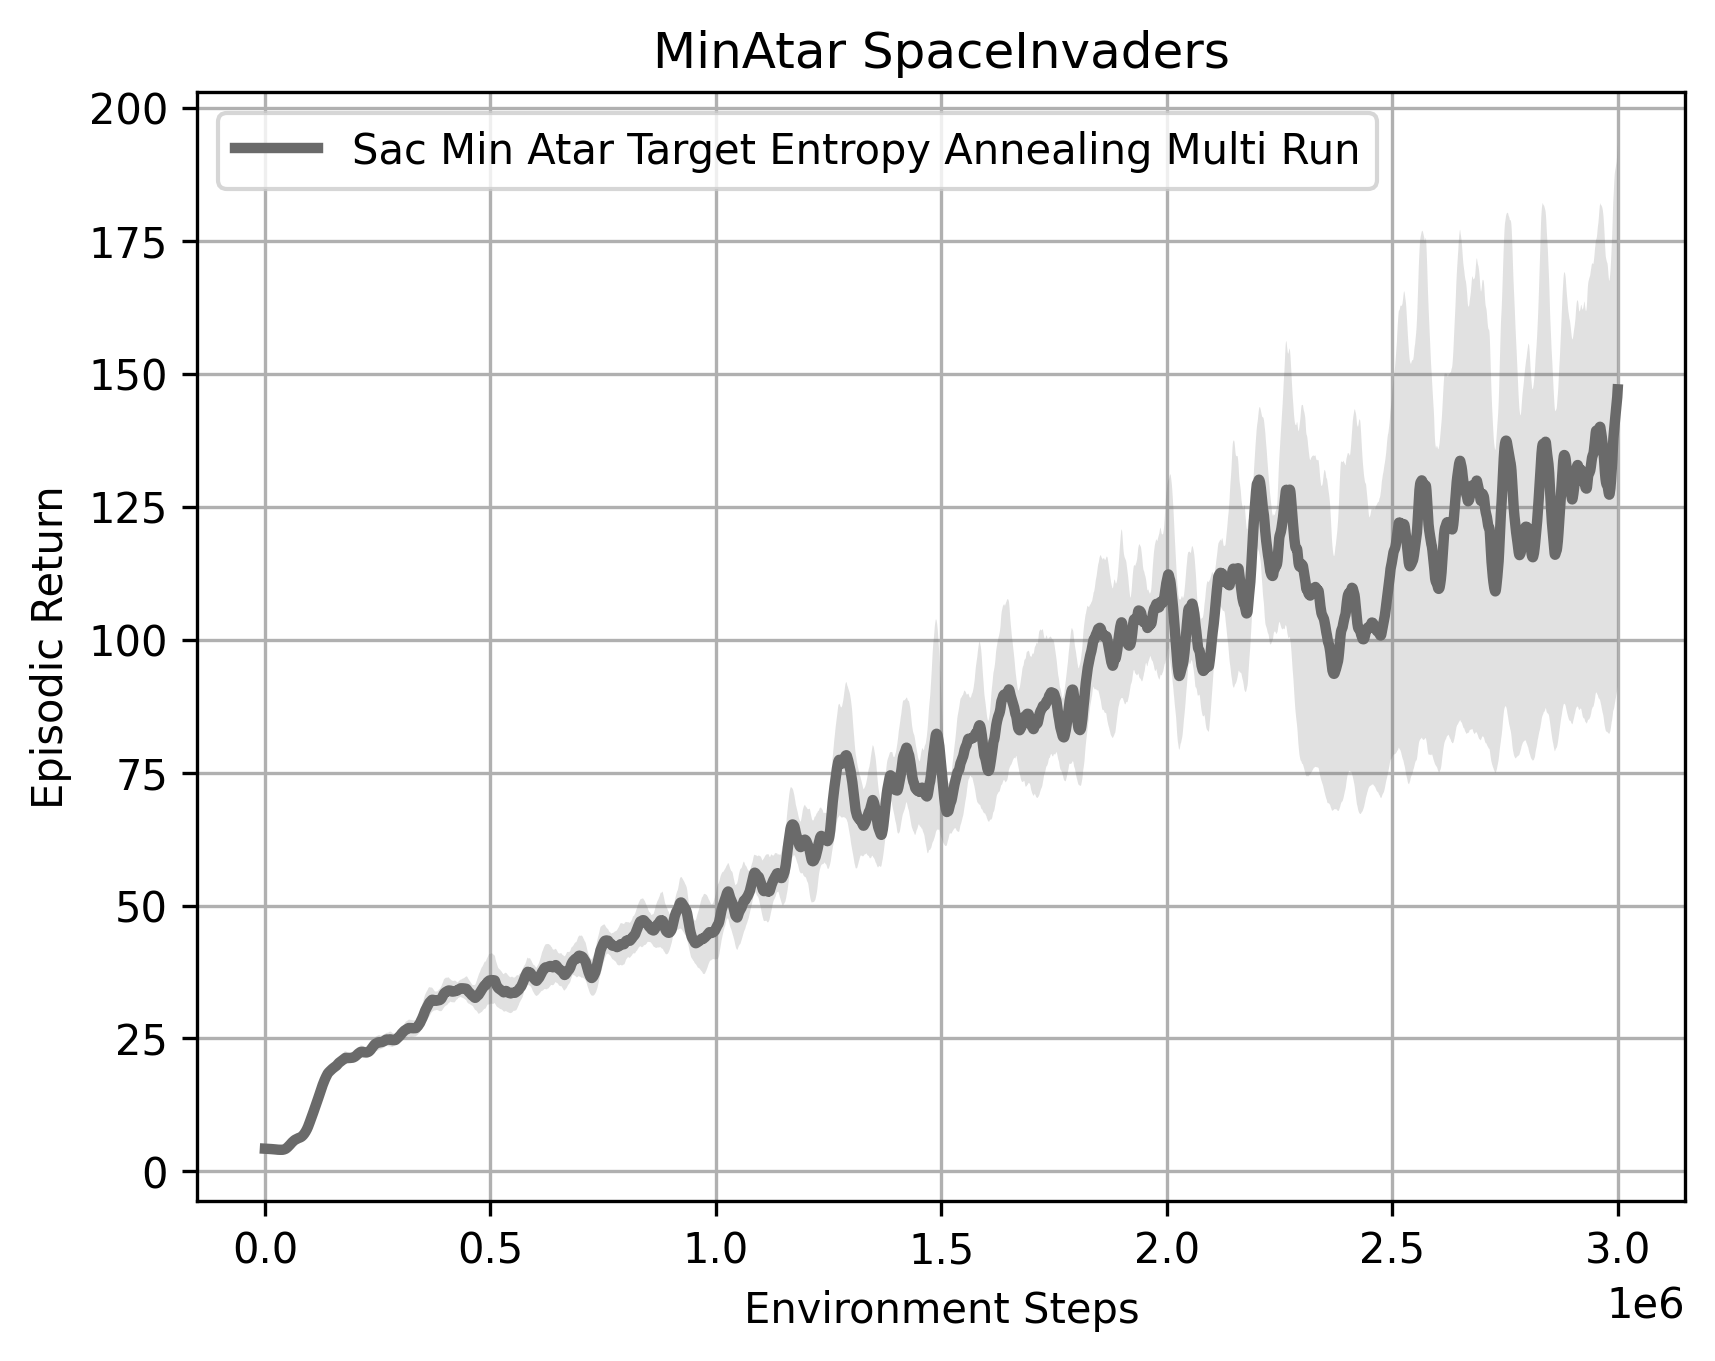 MinAtar SpaceInvaders
Sac Min Atar Target Entropy Annealing Multi Run
Episodic Return
200
175
150
125
100
75
50
25
0
0.0 0.5 1.0 1.5 2.0 2.5 3.0
1e6
Environment Steps